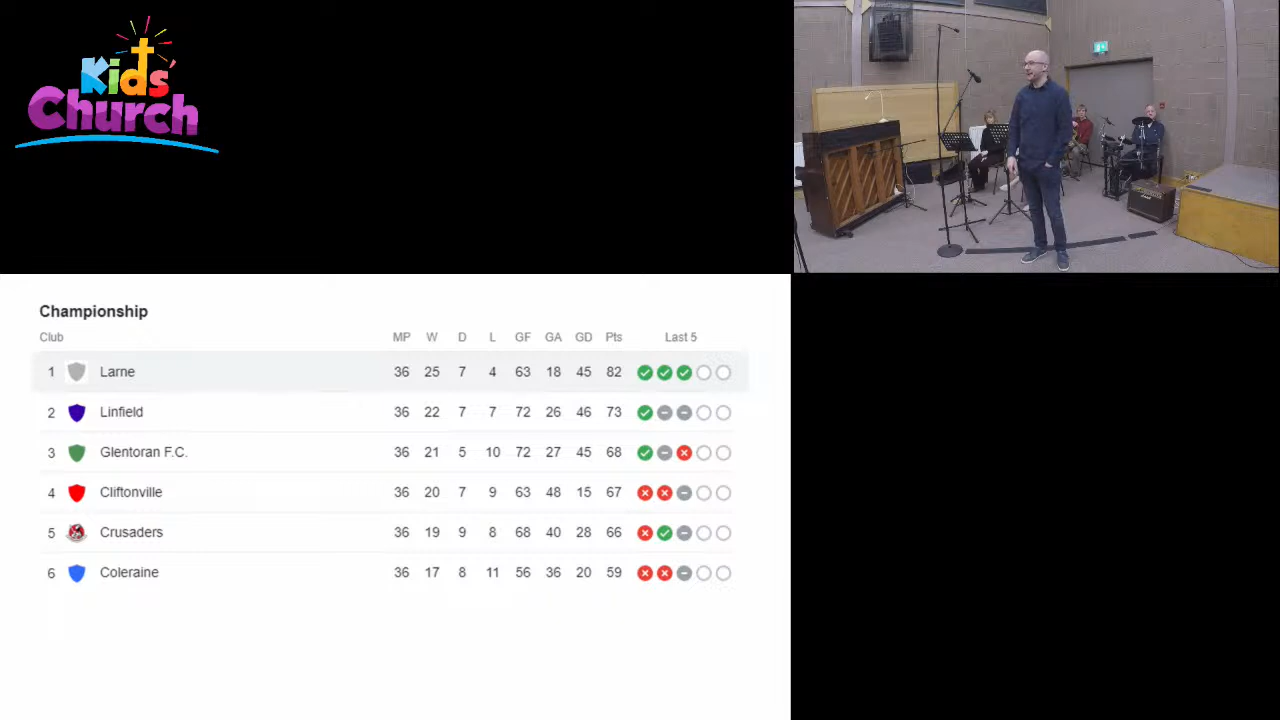 Kids'
Church
Championship
Club MP W D L GF GA GD Pts Last 5
1 Larne 36 25 7 4 63 18 45 82
2 Linfield 36 22 7 7 72 26 46 73
3 Glentoran F.C. 36 21 5 10 72 27 45 68
4 Cliftonville 36 20 7 9 63 48 15 67
5 Crusaders 36 19 9 8 68 40 28 66
6 Coleraine 36 17 8 11 56 36 20 59